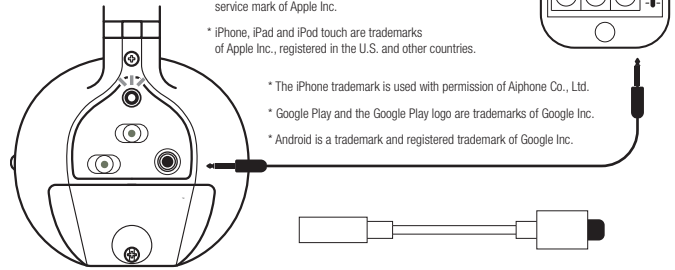 service mark of Apple Inc.
* iPhone, iPad and iPod touch are trademarks
of Apple Inc., registered in the U.S. and other countries.
* The iPhone trademark is used with permission of Aiphone Co., Ltd.
* Google Play and the Google Play logo are trademarks of Google Inc.
* Android is a trademark and registered trademark of Google Inc.